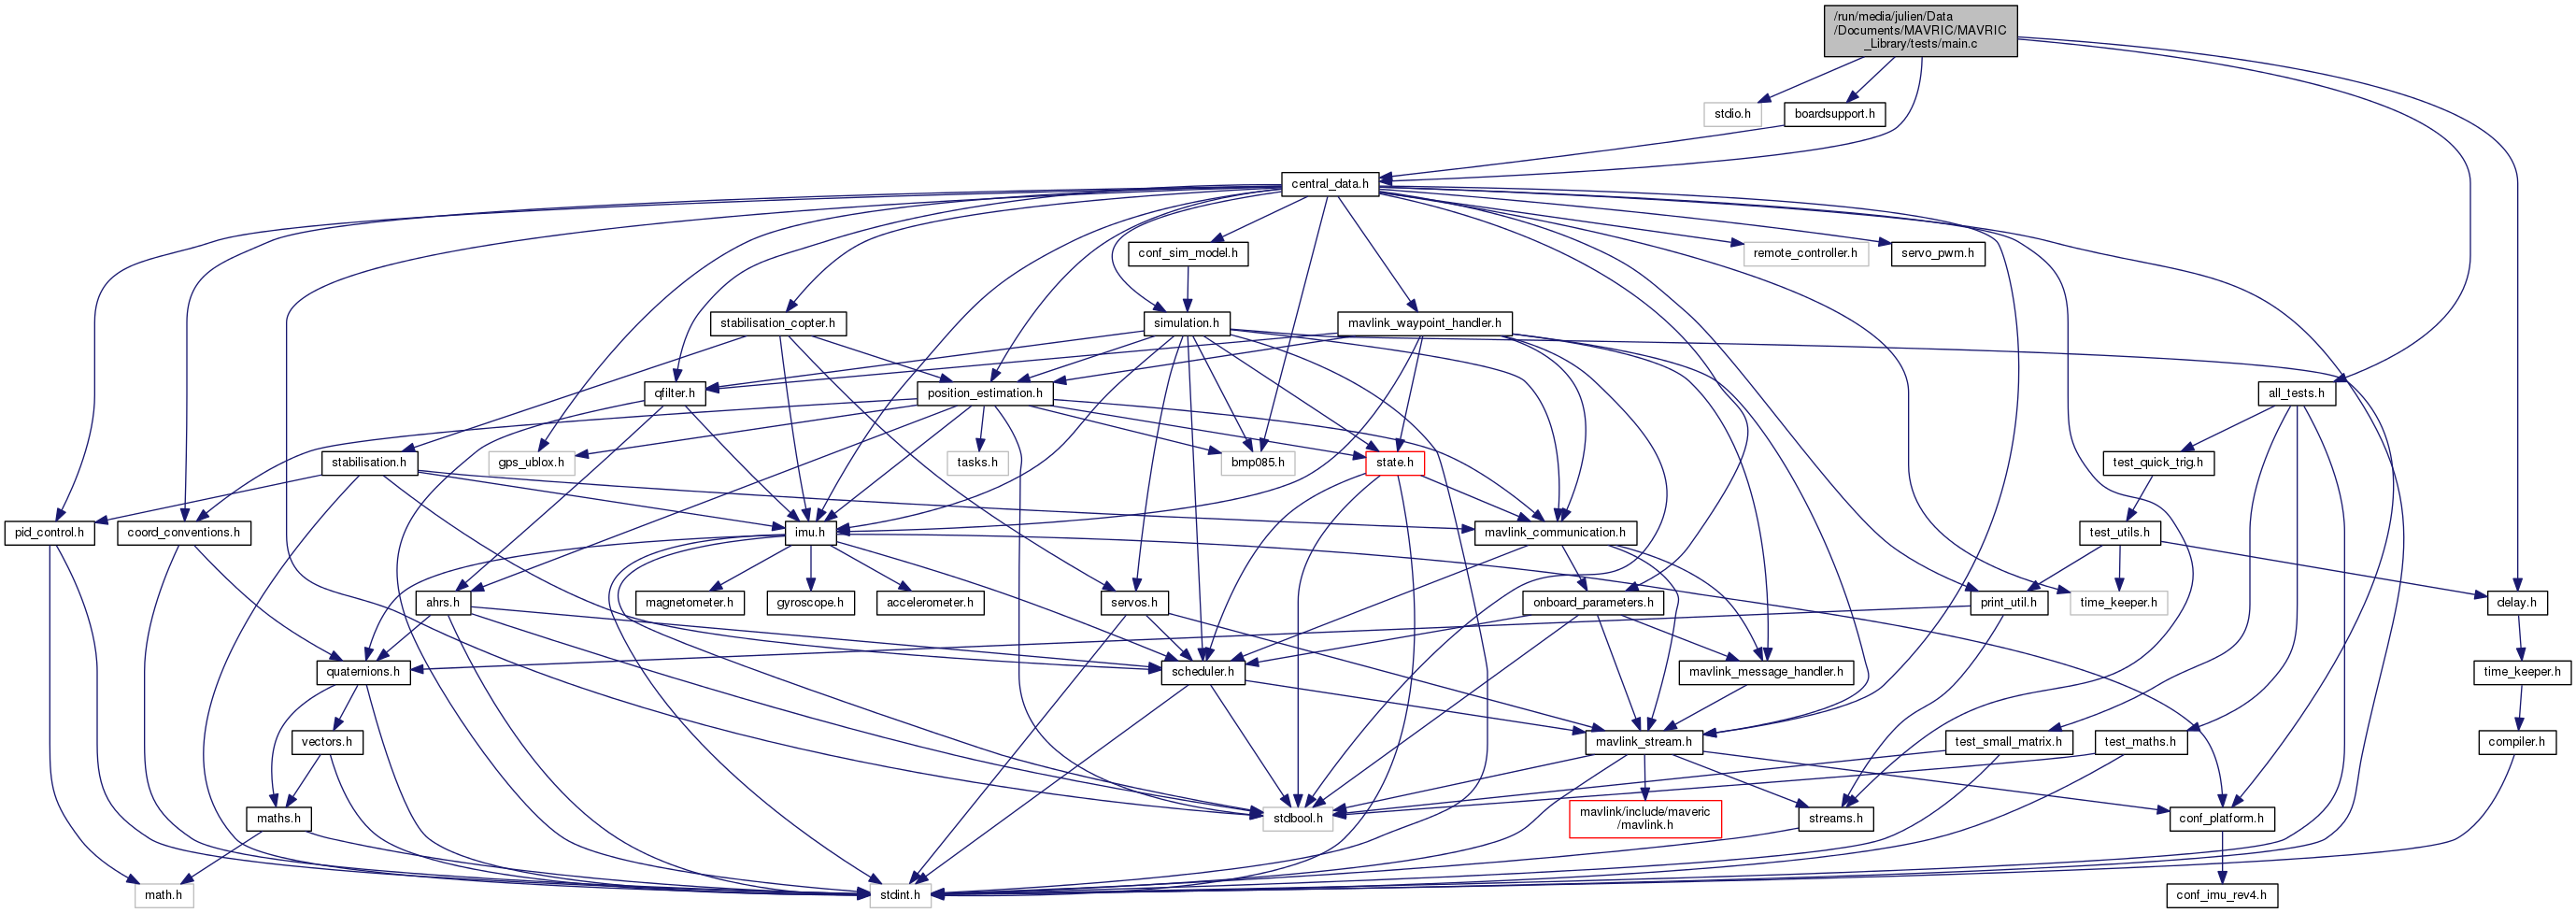 /run/media/julien/Data
/Documents/MAVRIC/MAVRIC
_Library/tests/main.c
stdio.h
boardsupport.h
central_data.h
conf_sim_model.h
remote_controller.h
servo_pwm.h
stabilisation_copter.h
simulation.h
mavlink_waypoint_handler.h
qfilter.h
position_estimation.h
all_tests.h
stabilisation.h
gps_ublox.h
tasks.h
bmp085.h
state.h
test_quick_trig.h
pid_control.h
coord_conventions.h
imu.h
mavlink_communication.h
test_utils.h
ahrs.h
magnetometer.h
gyroscope.h
accelerometer.h
servos.h
onboard_parameters.h
print_util.h
time_keeper.h
delay.h
quaternions.h
scheduler.h
mavlink_message_handler.h
time_keeper.h
vectors.h
mavlink_stream.h
test_small_matrix.h
test_maths.h
compiler.h
maths.h
stdbool.h
mavlink/include/maveric
/mavlink.h
streams.h
conf_platform.h
math.h
stdint.h
conf_imu_rev4.h